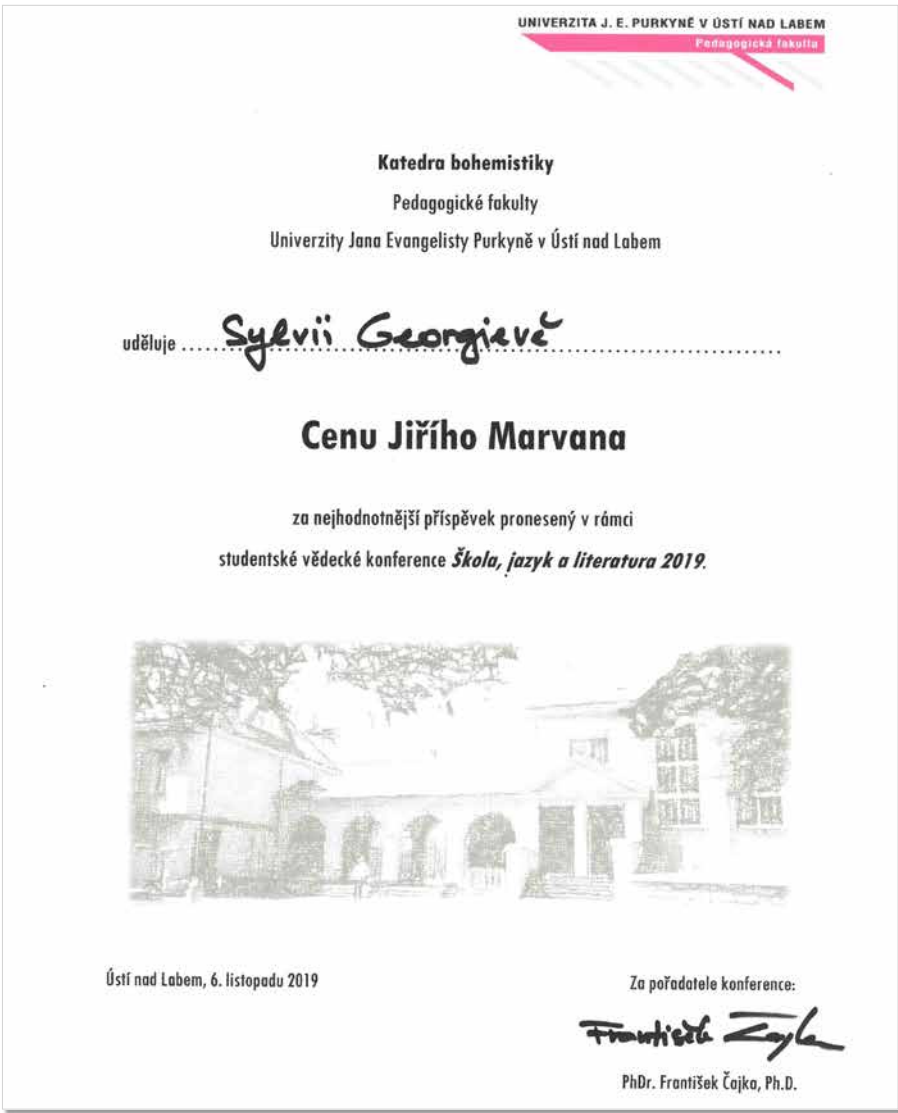 UNIVERZITA J. E. PURKYNĚ V ÚSTÍ NAD LABEM
Pedagogická fakulta
Katedra bohemistiky
Pedagogické fakulty
Univerzity Jana Evangelisty Purkyně v Ústí nad Labem
uděluje .... Sylvii Georgievě ....
Cenu Jiřího Marvana
za nejhodnotnější příspěvek pronesený v rámci
studentské vědecké konference Škola, jazyk a literatura 2019.
Ústí nad Labem, 6. listopadu 2019
Za pořadatele konference:
František Čajka
PhDr. František Čajka, Ph.D.